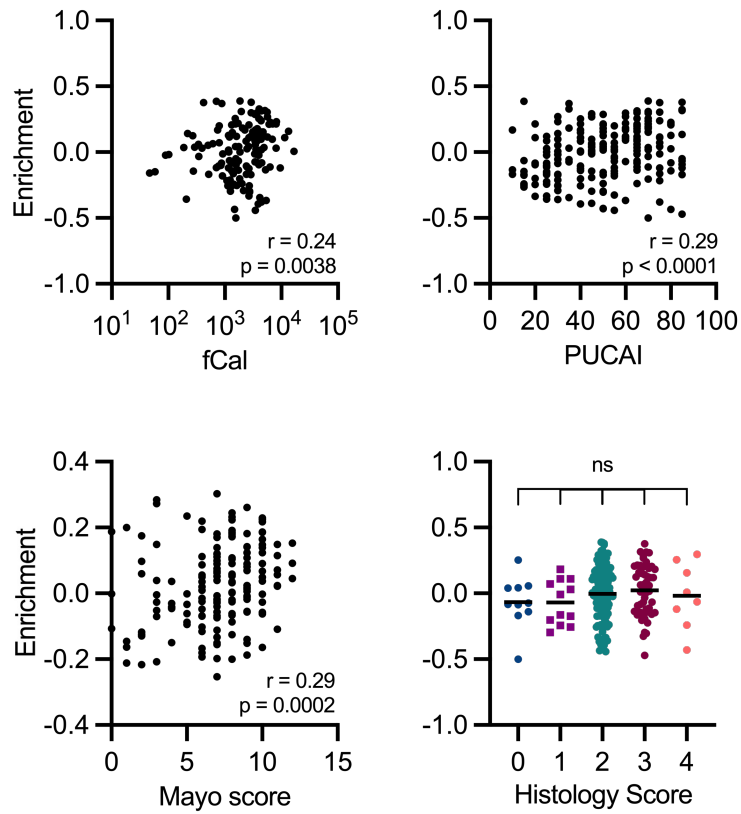 1.0
0.5
0.0
-0.5
-1.0
Enrichment
r = 0.24
p = 0.0038
10¹ 10² 10³ 10⁴ 10⁵
fCal
1.0
0.5
0.0
-0.5
-1.0
r = 0.29
p < 0.0001
0 20 40 60 80 100
PUCAI
0.4
0.2
0.0
-0.2
-0.4
Enrichment
r = 0.29
p = 0.0002
0 5 10 15
Mayo score
1.0
0.5
0.0
-0.5
-1.0
ns
0 1 2 3 4
Histology Score